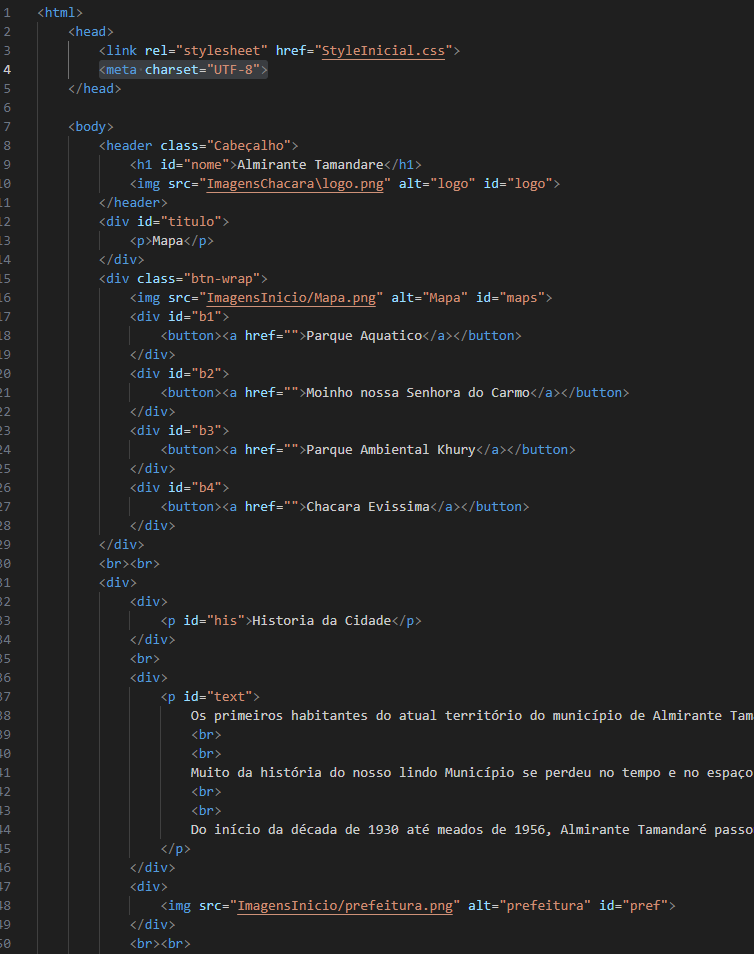 1 <html>
2 <head>
3 <link rel="stylesheet" href="StyleInicial.css">
4 <meta charset="UTF-8">
5 </head>
6
7 <body>
8 <header class="Cabeçalho">
9 <h1 id="nome">Almirante Tamandare</h1>
10 <img src="ImagensChacara\logo.png" alt="logo" id="logo">
11 </header>
12 <div id="titulo">
13 <p>Mapa</p>
14 </div>
15 <div class="btn-wrap">
16 <img src="ImagensInicio/Mapa.png" alt="Mapa" id="maps">
17 <div id="b1">
18 <button><a href="">Parque Aquatico</a></button>
19 </div>
20 <div id="b2">
21 <button><a href="">Moinho nossa Senhora do Carmo</a></button>
22 </div>
23 <div id="b3">
24 <button><a href="">Parque Ambiental Khury</a></button>
25 </div>
26 <div id="b4">
27 <button><a href="">Chacara Evissima</a></button>
28 </div>
29 </div>
30 <br><br>
31 <div>
32 <div>
33 <p id="his">Historia da Cidade</p>
34 </div>
35 <br>
36 <div>
37 <p id="text">
38 Os primeiros habitantes do atual território do município de Almirante Tam
39 <br>
40 <br>
41 Muito da história do nosso lindo Município se perdeu no tempo e no espaço
42 <br>
43 <br>
44 Do início da década de 1930 até meados de 1956, Almirante Tamandaré passo
45 </p>
46 </div>
47 <div>
48 <img src="ImagensInicio/prefeitura.png" alt="prefeitura" id="pref">
49 </div>
50 <br><br>